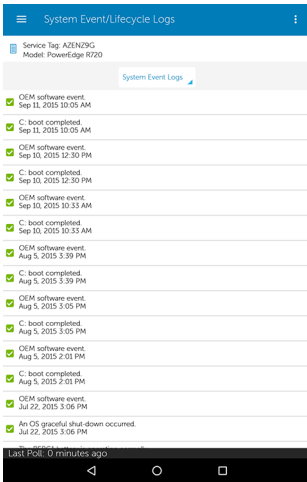 System Event/Lifecycle Logs
Service Tag: AZENZ9G
Model: PowerEdge R720
System Event Logs
OEM software event.
Sep 11, 2015 10:05 AM
C: boot completed.
Sep 11, 2015 10:05 AM
OEM software event.
Sep 10, 2015 12:30 PM
C: boot completed.
Sep 10, 2015 12:30 PM
OEM software event.
Sep 10, 2015 10:33 AM
C: boot completed.
Sep 10, 2015 10:33 AM
OEM software event.
Aug 5, 2015 3:39 PM
C: boot completed.
Aug 5, 2015 3:39 PM
OEM software event.
Aug 5, 2015 3:05 PM
C: boot completed.
Aug 5, 2015 3:05 PM
OEM software event.
Aug 5, 2015 2:01 PM
C: boot completed.
Aug 5, 2015 2:01 PM
OEM software event.
Jul 22, 2015 3:06 PM
An OS graceful shut-down occurred.
Jul 22, 2015 3:06 PM
Last Poll: 0 minutes ago